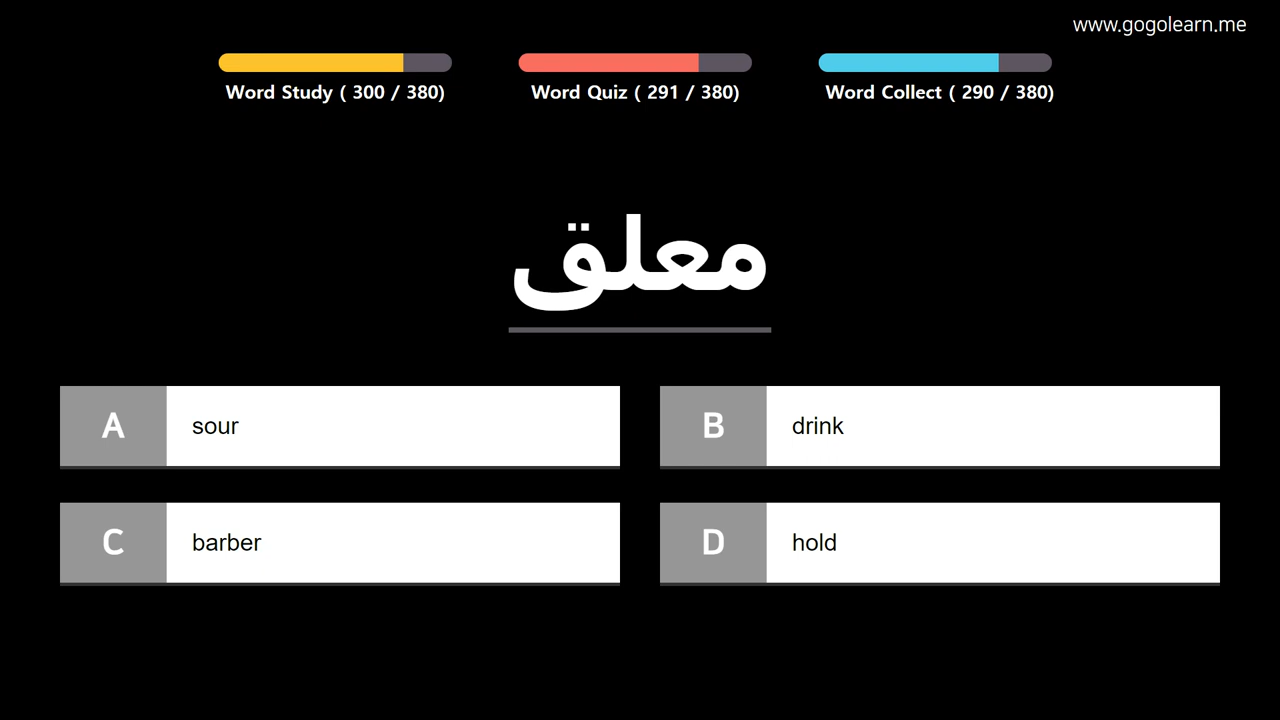 www.gogolearn.me
Word Study ( 300 / 380)
Word Quiz ( 291 / 380)
Word Collect ( 290 / 380)
معلق
A sour
B drink
C barber
D hold